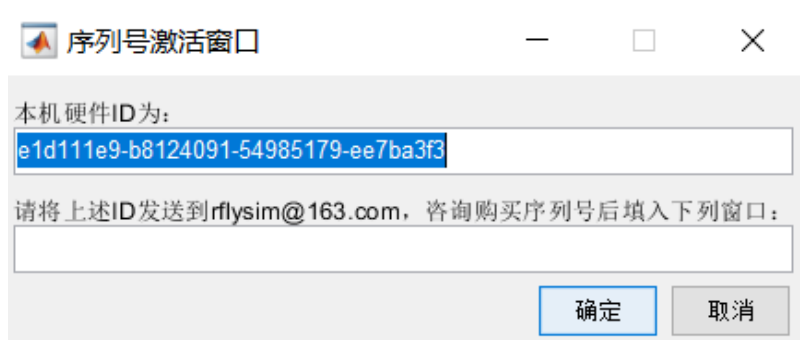 序列号激活窗口
本机硬件ID为：
e1d111e9-b8124091-54985179-ee7ba3f3
请将上述ID发送到rflysim@163.com，咨询购买序列号后填入下列窗口：
确定 取消